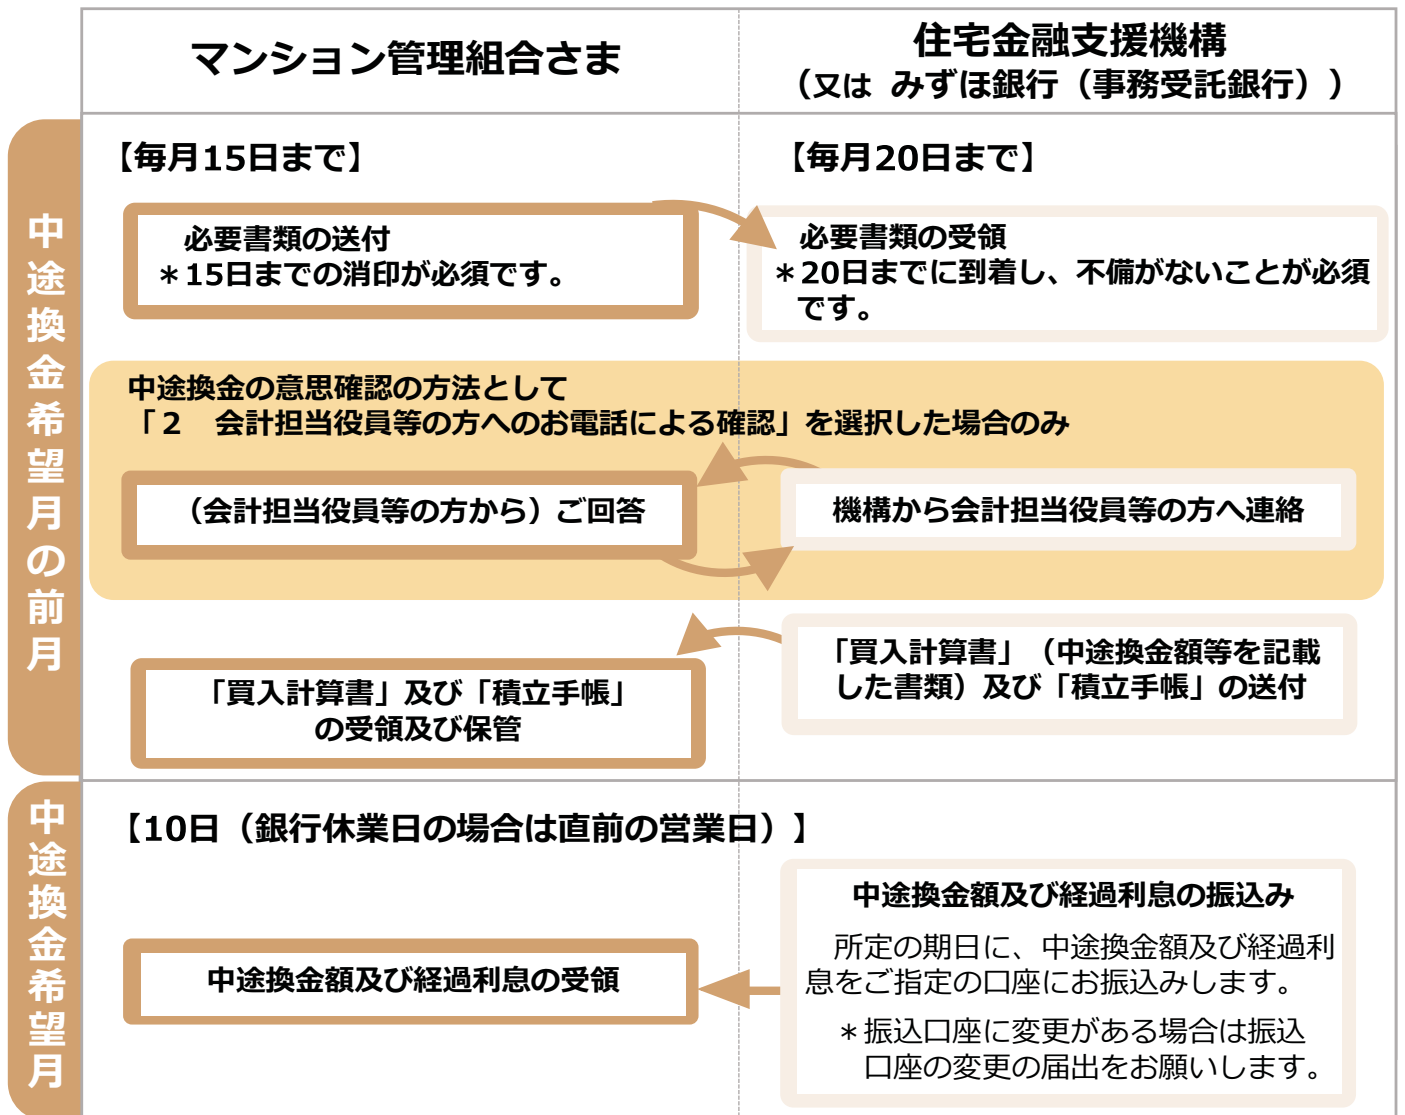 マンション管理組合さま
住宅金融支援機構
（又は みずほ銀行（事務受託銀行））
中途換金希望月の前月
【毎月15日まで】
【毎月20日まで】
必要書類の送付
＊15日までの消印が必須です。
必要書類の受領
＊20日までに到着し、不備がないことが必須
です。
中途換金の意思確認の方法として
「２　会計担当役員等の方へのお電話による確認」を選択した場合のみ
（会計担当役員等の方から）ご回答
機構から会計担当役員等の方へ連絡
「買入計算書」（中途換金額等を記載
した書類）及び「積立手帳」の送付
「買入計算書」及び「積立手帳」
の受領及び保管
中途換金希望月
【10日（銀行休業日の場合は直前の営業日）】
中途換金額及び経過利息の振込み
所定の期日に、中途換金額及び経過利
息をご指定の口座にお振込みします。
＊振込口座に変更がある場合は振込
口座の変更の届出をお願いします。
中途換金額及び経過利息の受領